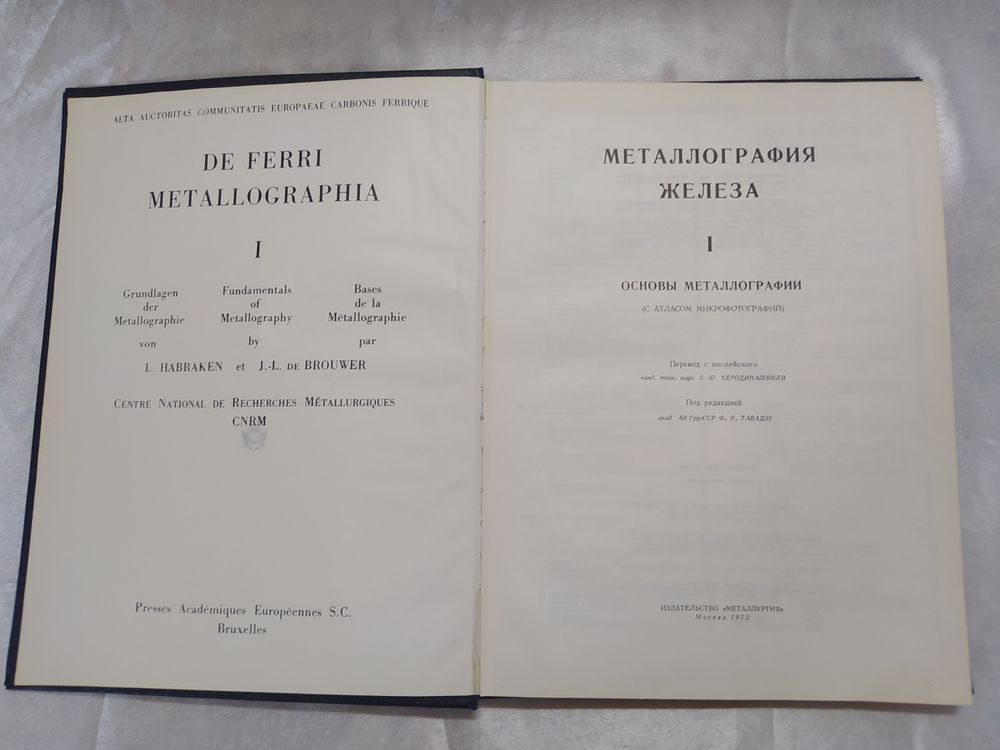 ALTA AUCTORITAS COMMUNITATIS EUROPAEAE CARBONIS FERRIQUE
DE FERRI
METALLOGRAPHIA
I
Grundlagen
der
Metallographie
von
Fundamentals
of
Metallography
by
Bases
de la
Métallographie
par
L. HABRAKEN et J.-L. DE BROUWER
CENTRE NATIONAL DE RECHERCHES MÉTALLURGIQUES
CNRM
Presses Académiques Européennes S.C.
Bruxelles
МЕТАЛЛОГРАФИЯ
ЖЕЛЕЗА
I
ОСНОВЫ МЕТАЛЛОГРАФИИ
(С АТЛАСОМ МИКРОФОТОГРАФИЙ)
Перевод с английского
канд. техн. наук З. Ш. ХЕРОДИНАШВИЛИ
Под редакцией
акад. АН ГрузССР Ф. Н. ТАВАДЗЕ
ИЗДАТЕЛЬСТВО «МЕТАЛЛУРГИЯ»
Москва 1972